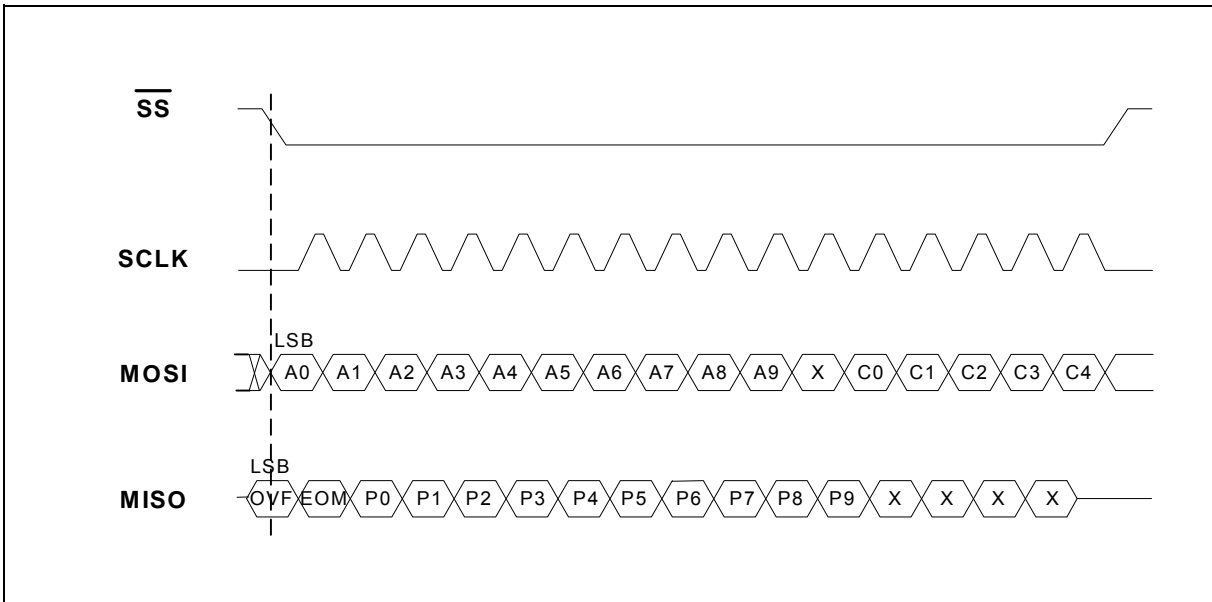 SS
SCLK
LSB
MOSI A0 A1 A2 A3 A4 A5 A6 A7 A8 A9 X C0 C1 C2 C3 C4
LSB
MISO OVF EOM P0 P1 P2 P3 P4 P5 P6 P7 P8 P9 X X X X